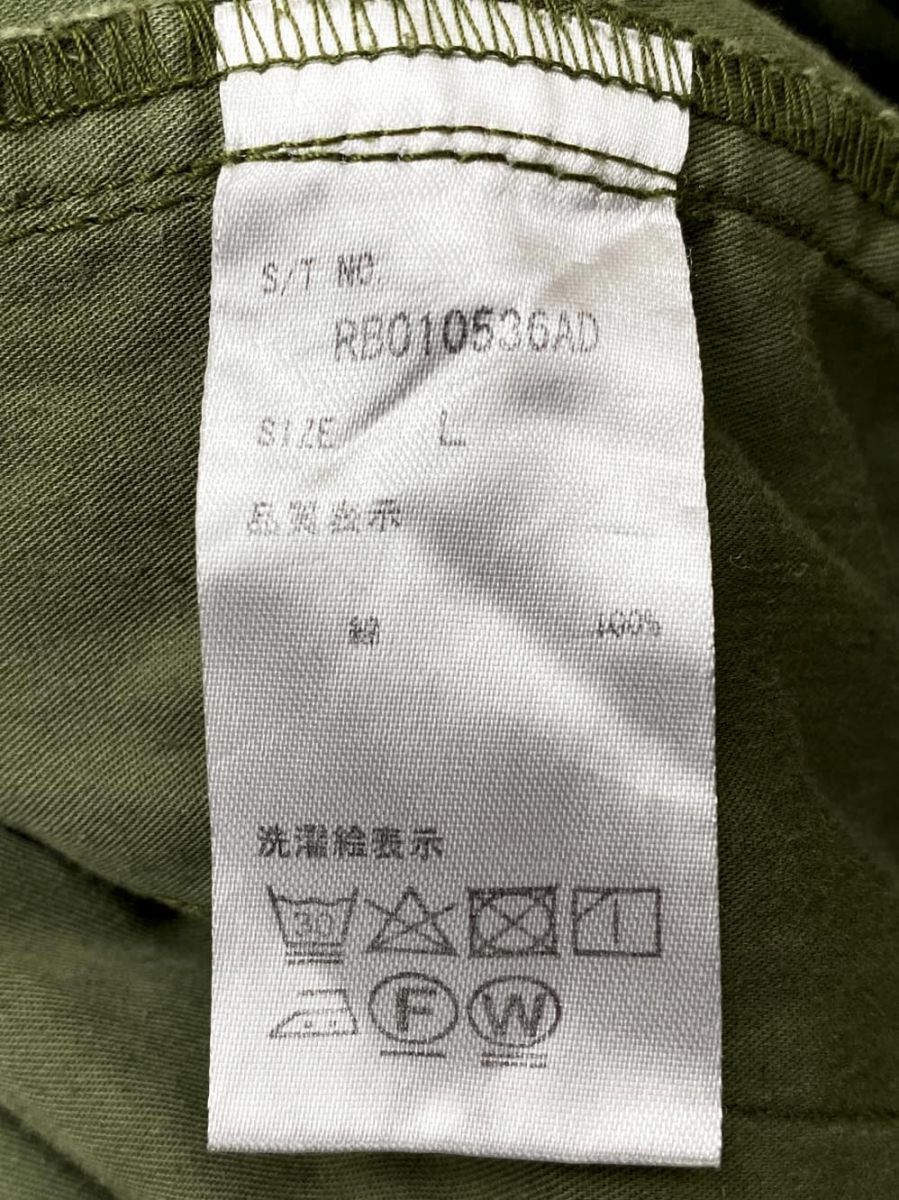 S/T NO.
RB010536AD
SIZE L
品質表示
綿 100%
洗濯絵表示
30
F W